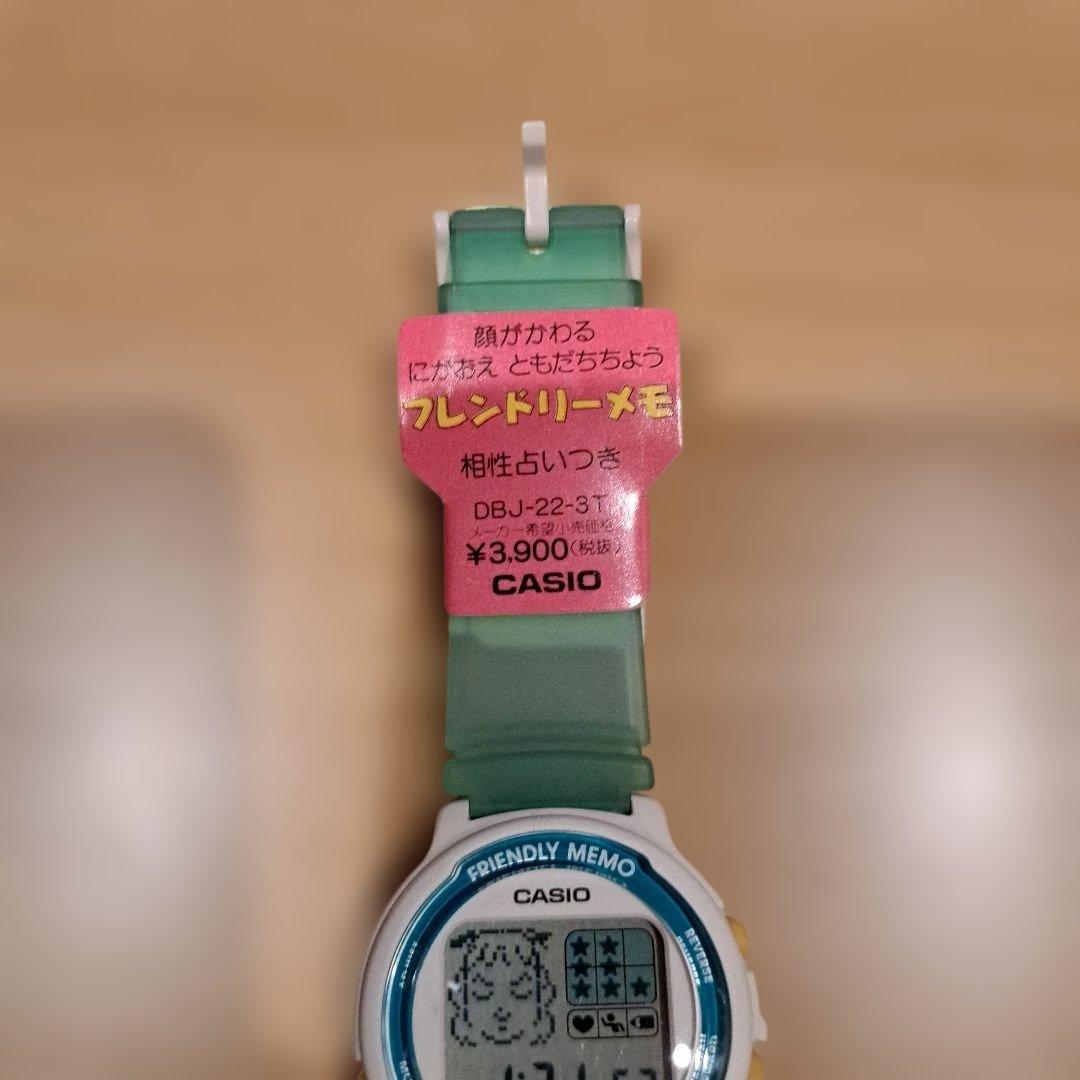 顔がかわる
にがおえ ともだちちょう
フレンドリーメモ
相性占いつき
DBJ-22-3T
メーカー希望小売価格
¥3,900(税抜)
CASIO
FRIENDLY MEMO
CASIO
ADJUST
REVERSE